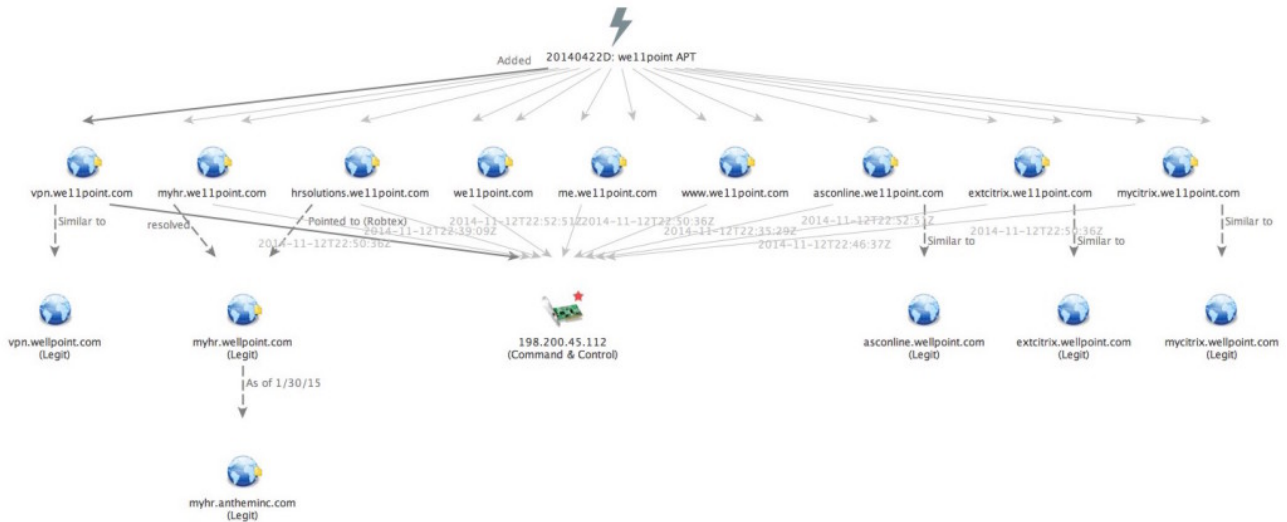 20140422D: we11point APT
Added
vpn.we11point.com
myhr.we11point.com
hrsolutions.we11point.com
we11point.com
me.we11point.com
www.we11point.com
asconline.we11point.com
extcitrix.we11point.com
mycitrix.we11point.com
Similar to
resolved
Pointed to (Robtex)
2014-11-12T22:52:51Z
2014-11-12T22:50:36Z
2014-11-12T22:52:51Z
Similar to
2014-11-12T22:39:09Z
2014-11-12T22:35:29Z
2014-11-12T22:50:36Z
2014-11-12T22:50:36Z
2014-11-12T22:46:37Z
Similar to
Similar to
vpn.wellpoint.com
(Legit)
myhr.wellpoint.com
(Legit)
198.200.45.112
(Command & Control)
asconline.wellpoint.com
(Legit)
extcitrix.wellpoint.com
(Legit)
mycitrix.wellpoint.com
(Legit)
As of 1/30/15
myhr.antheminc.com
(Legit)